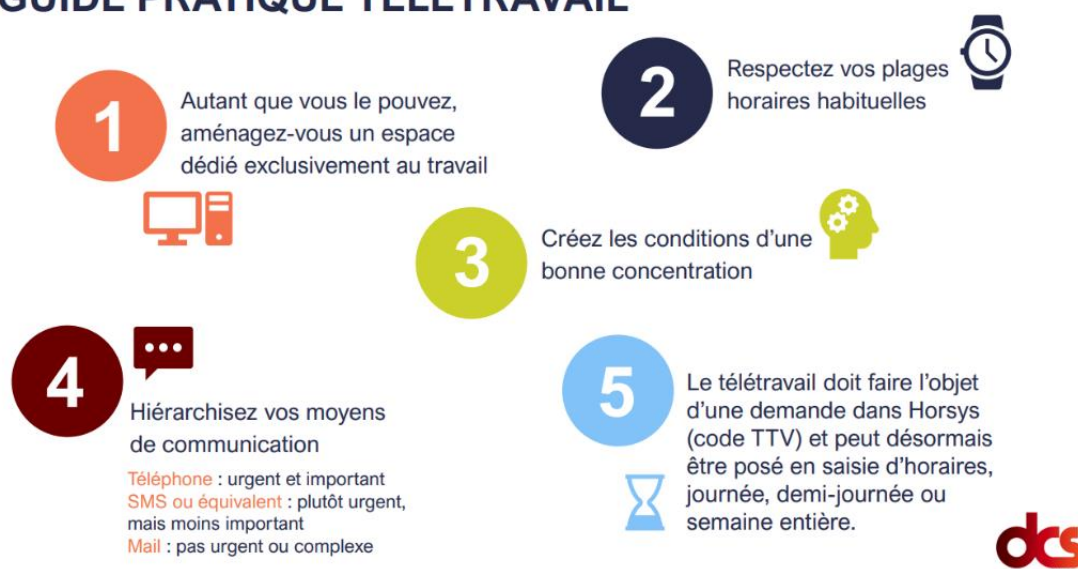 GUIDE PRATIQUE TÉLÉTRAVAIL
1
Autant que vous le pouvez,
aménagez-vous un espace
dédié exclusivement au travail
2
Respectez vos plages
horaires habituelles
3
Créez les conditions d’une
bonne concentration
4
Hiérarchisez vos moyens
de communication
Téléphone : urgent et important
SMS ou équivalent : plutôt urgent,
mais moins important
Mail : pas urgent ou complexe
5
Le télétravail doit faire l’objet
d’une demande dans Horsys
(code TTV) et peut désormais
être posé en saisie d’horaires,
journée, demi-journée ou
semaine entière.
dcs